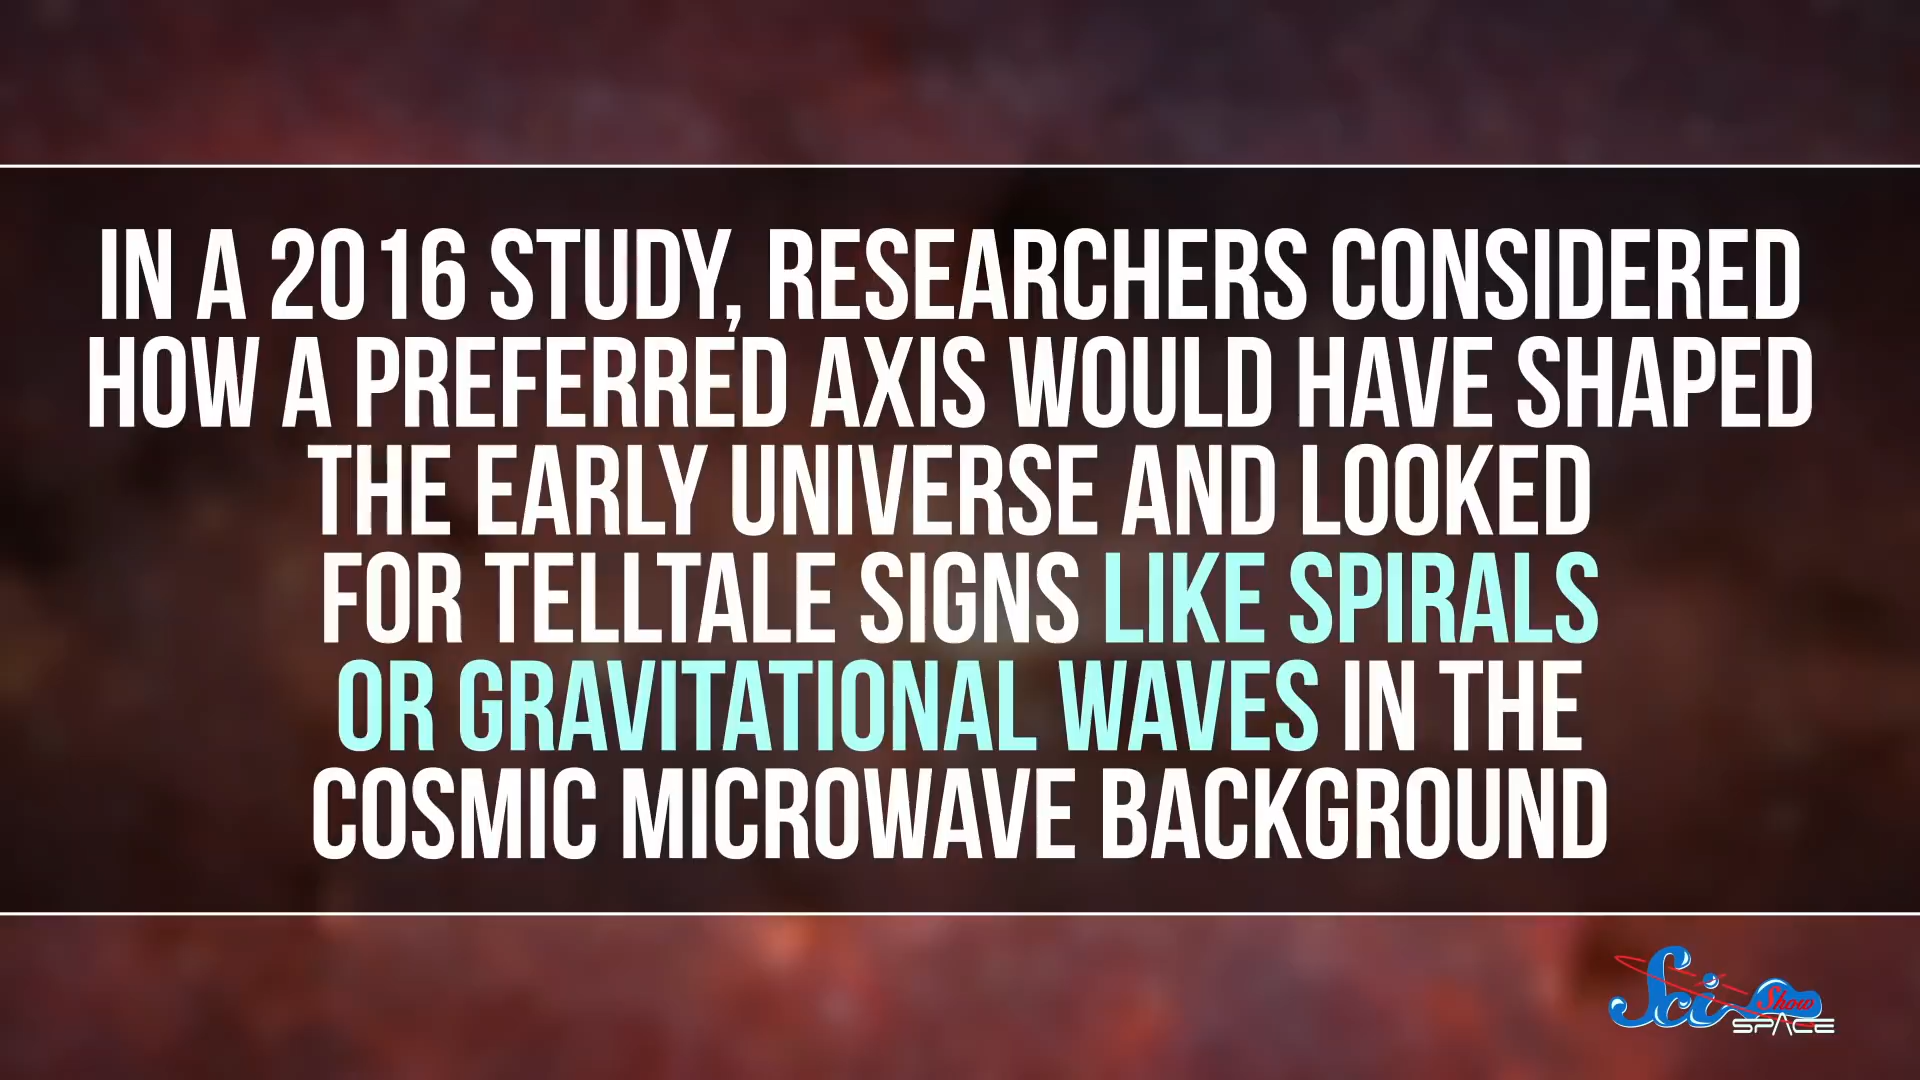 IN A 2016 STUDY, RESEARCHERS CONSIDERED
HOW A PREFERRED AXIS WOULD HAVE SHAPED
THE EARLY UNIVERSE AND LOOKED
FOR TELLTALE SIGNS LIKE SPIRALS
OR GRAVITATIONAL WAVES IN THE
COSMIC MICROWAVE BACKGROUND
Sci Show
SPACE